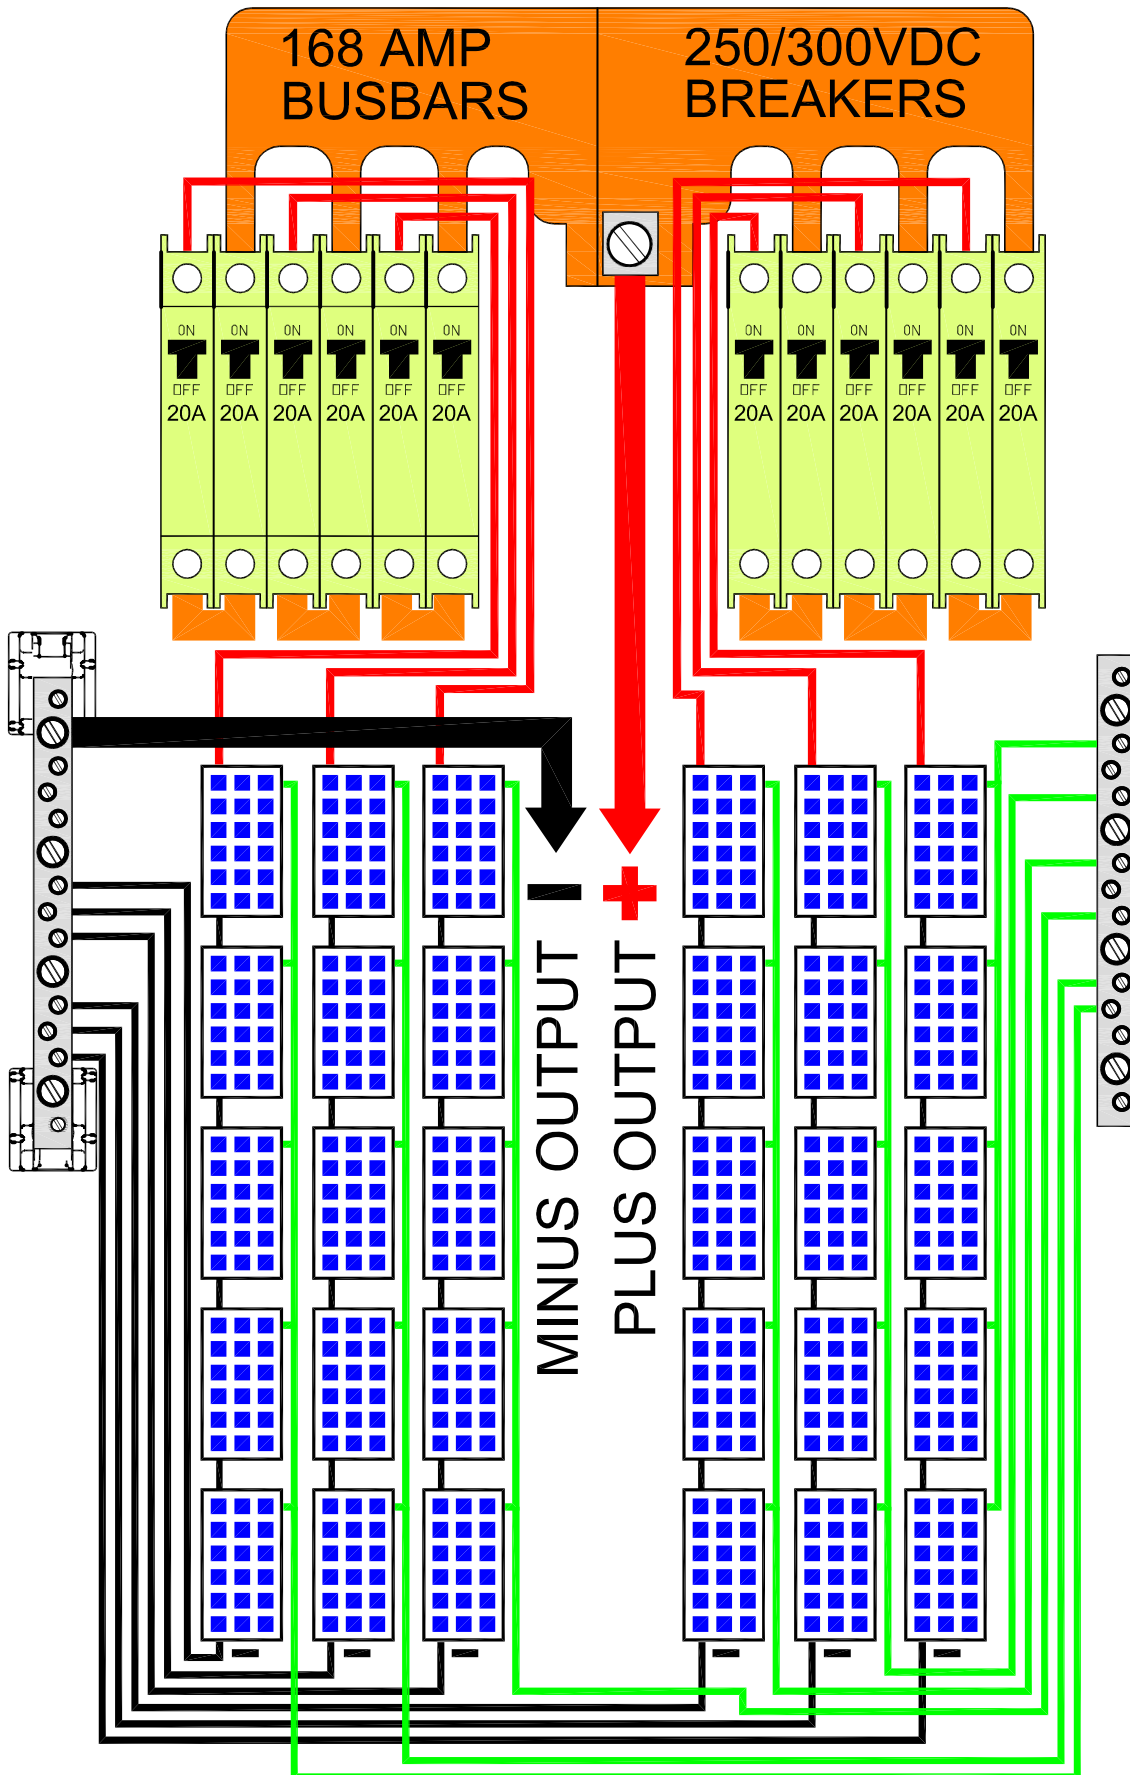 168 AMP
BUSBARS
250/300VDC
BREAKERS
ON ON ON ON ON ON
OFF OFF OFF OFF OFF OFF
20A 20A 20A 20A 20A 20A
ON ON ON ON ON ON
OFF OFF OFF OFF OFF OFF
20A 20A 20A 20A 20A 20A
MINUS OUTPUT -
PLUS OUTPUT +
- - - - - -